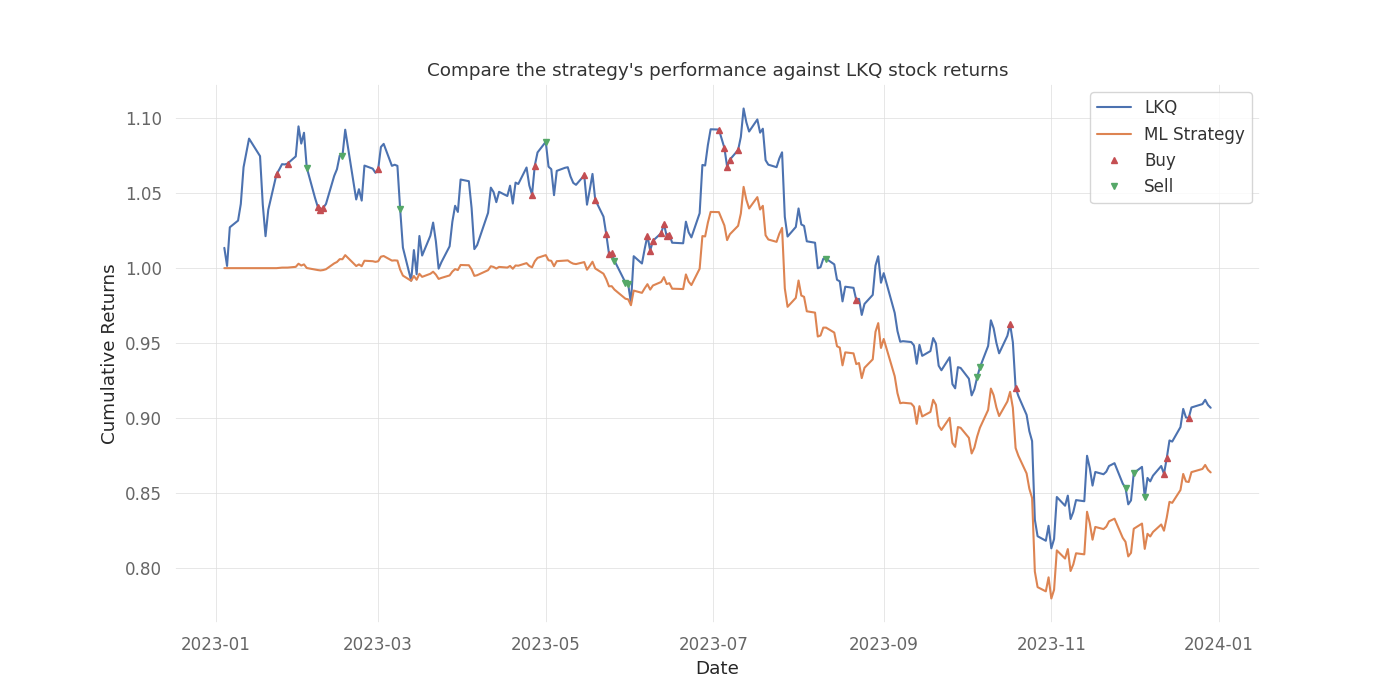 Compare the strategy's performance against LKQ stock returns
LKQ
ML Strategy
Buy
Sell
Cumulative Returns
1.10
1.05
1.00
0.95
0.90
0.85
0.80
2023-01
2023-03
2023-05
2023-07
2023-09
2023-11
2024-01
Date